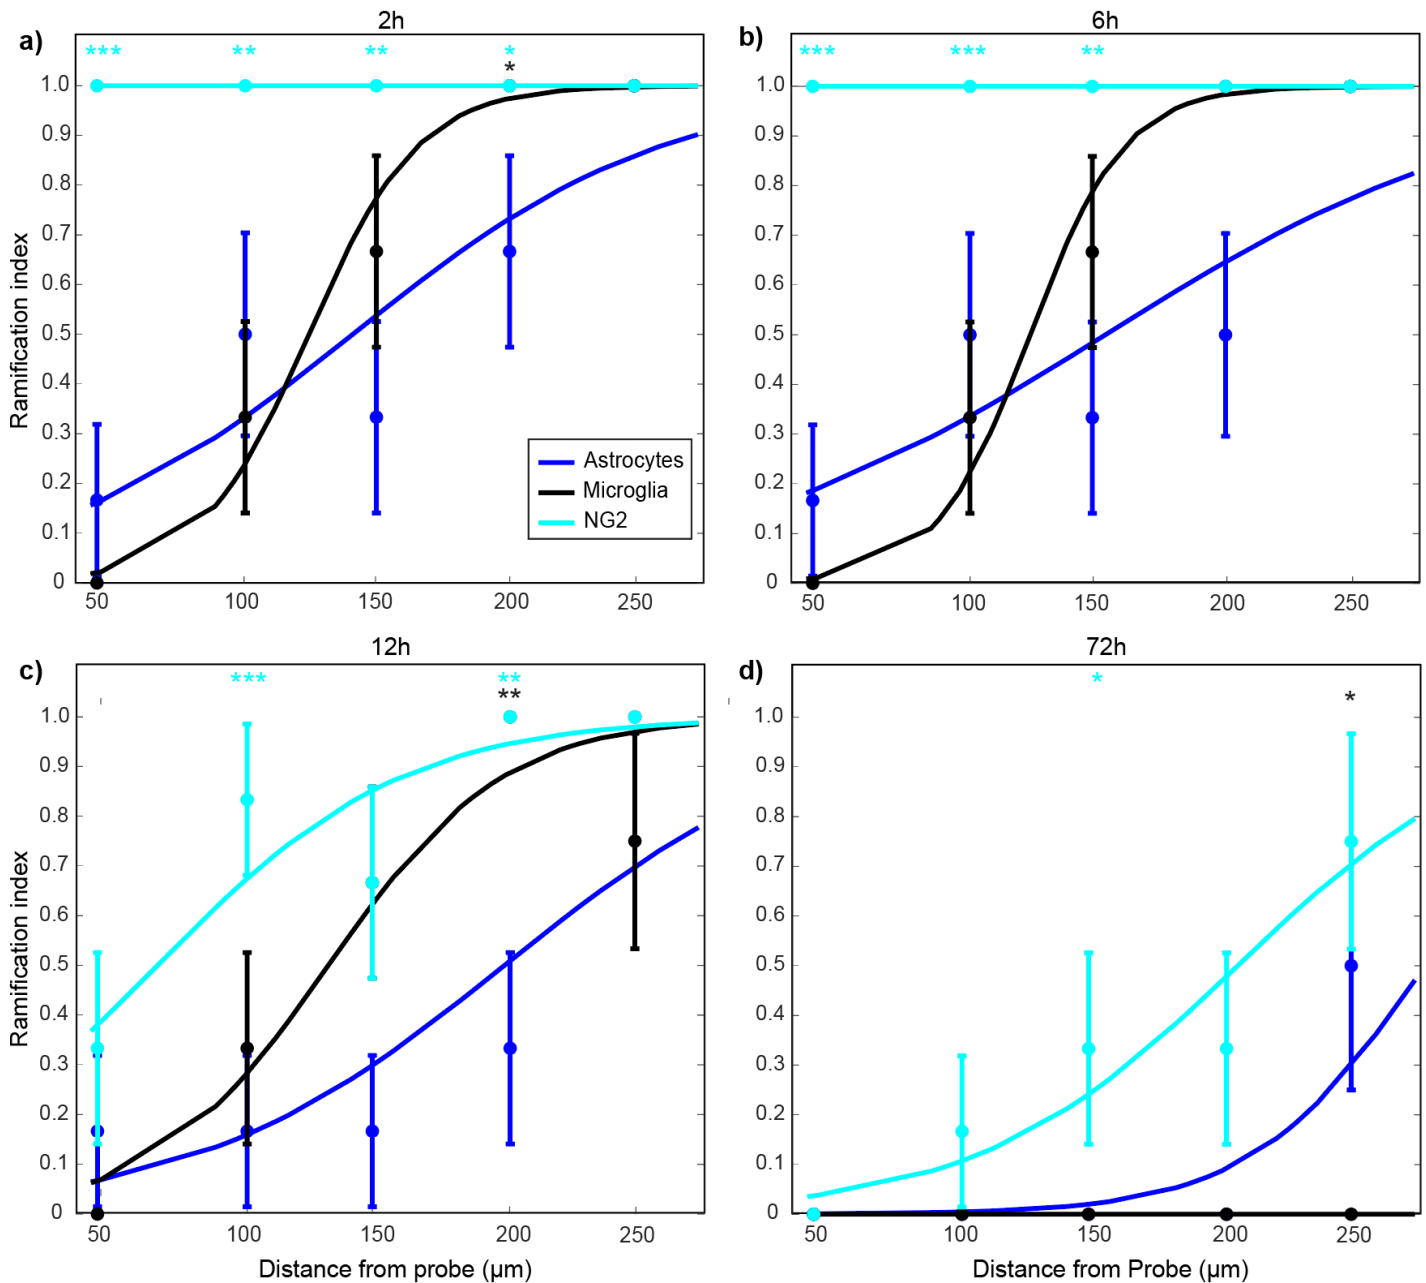 a)
2h
*** ** ** *
*
1.0
0.9
0.8
0.7
0.6
0.5
0.4
0.3
0.2
0.1
0
Ramification index
Astrocytes
Microglia
NG2
50 100 150 200 250
b)
6h
*** *** **
1.0
0.9
0.8
0.7
0.6
0.5
0.4
0.3
0.2
0.1
0
50 100 150 200 250
c)
12h
*** **
**
1.0
0.9
0.8
0.7
0.6
0.5
0.4
0.3
0.2
0.1
0
Ramification index
50 100 150 200 250
Distance from probe (μm)
d)
72h
*
*
1.0
0.9
0.8
0.7
0.6
0.5
0.4
0.3
0.2
0.1
0
50 100 150 200 250
Distance from Probe (μm)